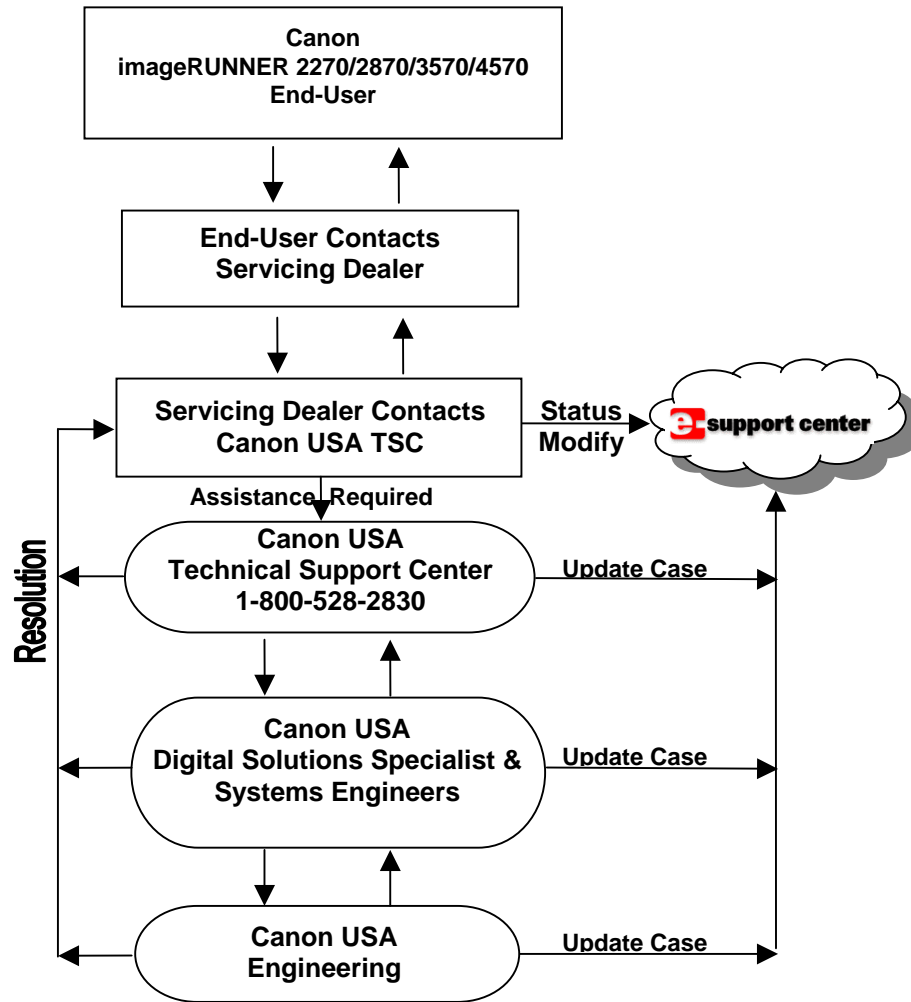 Canon
imageRUNNER 2270/2870/3570/4570
End-User
End-User Contacts
Servicing Dealer
Servicing Dealer Contacts
Canon USA TSC
Status
Modify
e-support center
Assistance Required
Canon USA
Technical Support Center
1-800-528-2830
Update Case
Resolution
Canon USA
Digital Solutions Specialist &
Systems Engineers
Update Case
Canon USA
Engineering
Update Case